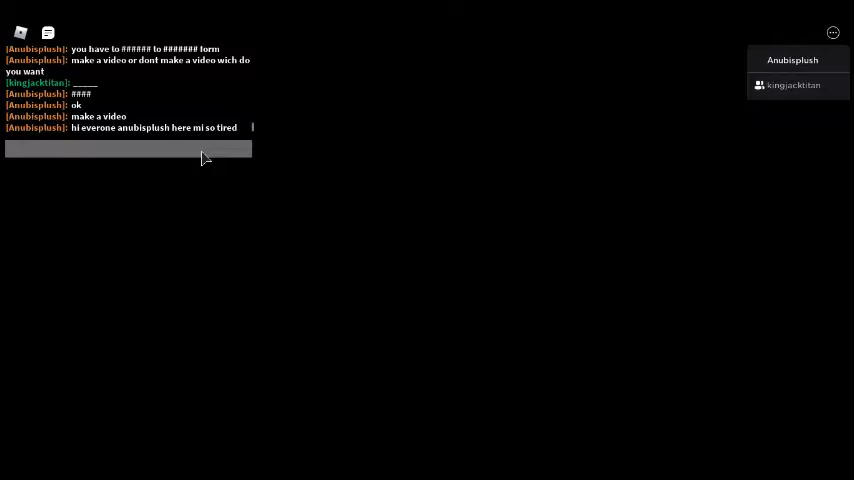 [Anubisplush]: you have to ###### to ####### form
[Anubisplush]: make a video or dont make a video wich do
you want
[kingjacktitan]: _____
[Anubisplush]: ####
[Anubisplush]: ok
[Anubisplush]: make a video
[Anubisplush]: hi everone anubisplush here mi so tired
Anubisplush
kingjacktitan